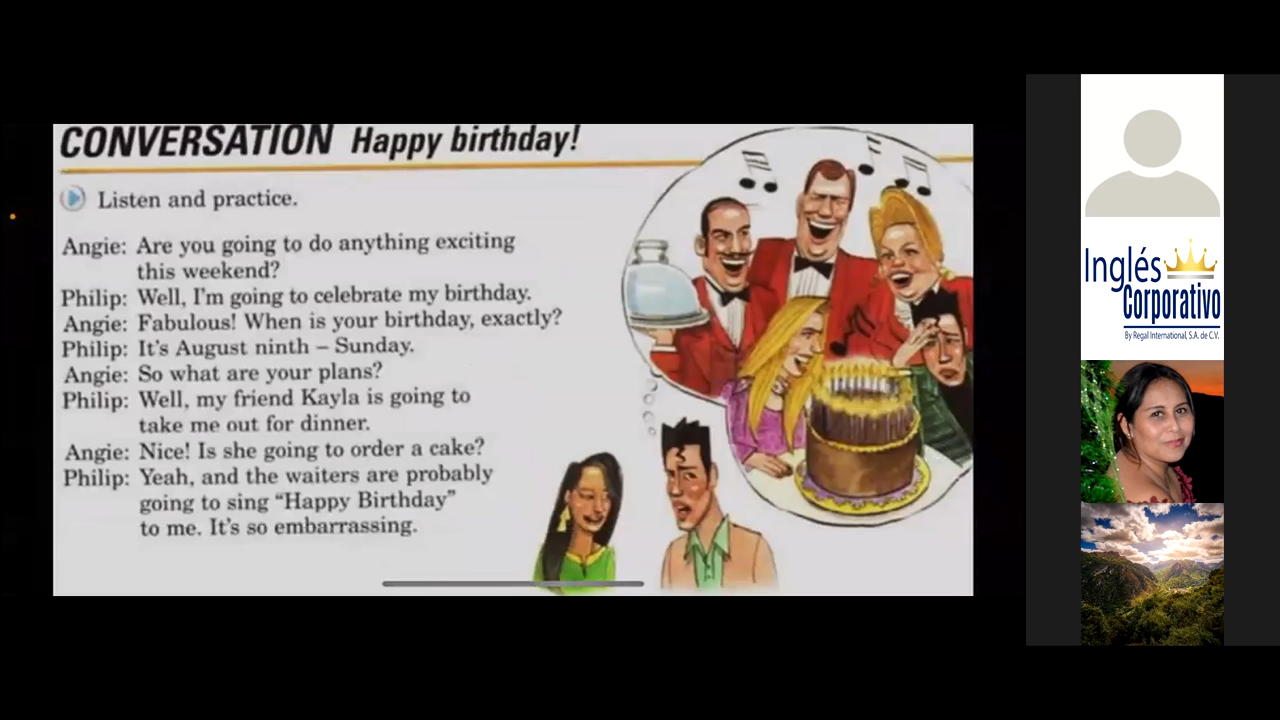 CONVERSATION Happy birthday!
Listen and practice.
Angie: Are you going to do anything exciting
this weekend?
Philip: Well, I'm going to celebrate my birthday.
Angie: Fabulous! When is your birthday, exactly?
Philip: It's August ninth – Sunday.
Angie: So what are your plans?
Philip: Well, my friend Kayla is going to
take me out for dinner.
Angie: Nice! Is she going to order a cake?
Philip: Yeah, and the waiters are probably
going to sing “Happy Birthday”
to me. It's so embarrassing.
Inglés
Corporativo
By Regal International, S.A. de C.V.